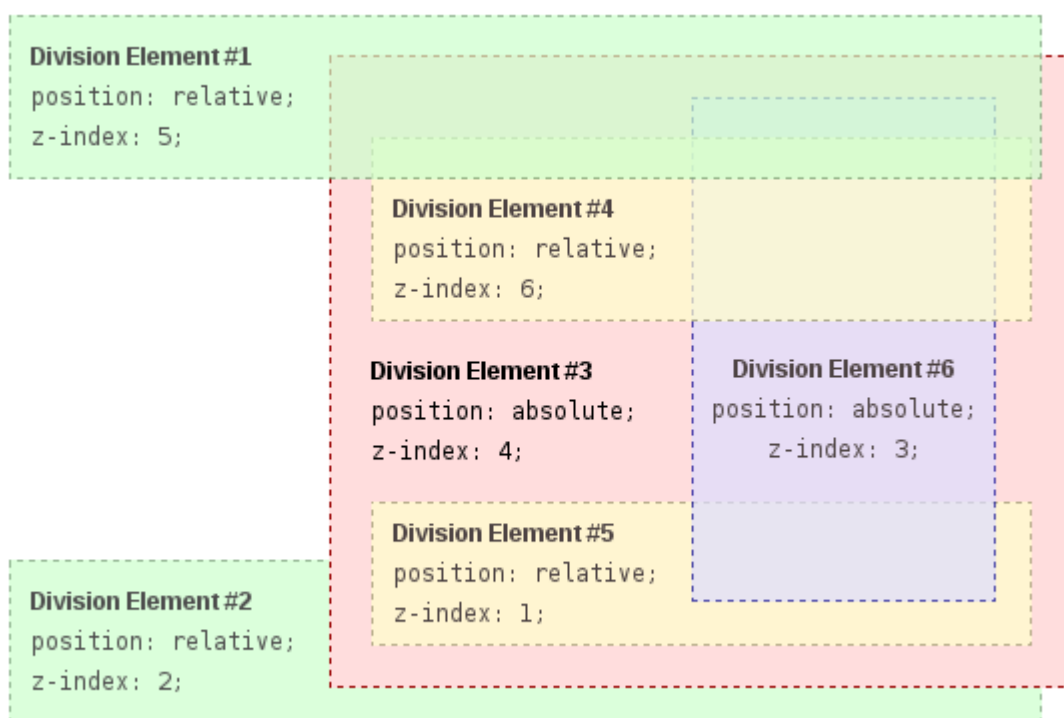 Division Element #1
position: relative;
z-index: 5;
Division Element #4
position: relative;
z-index: 6;
Division Element #3
position: absolute;
z-index: 4;
Division Element #6
position: absolute;
z-index: 3;
Division Element #5
position: relative;
z-index: 1;
Division Element #2
position: relative;
z-index: 2;